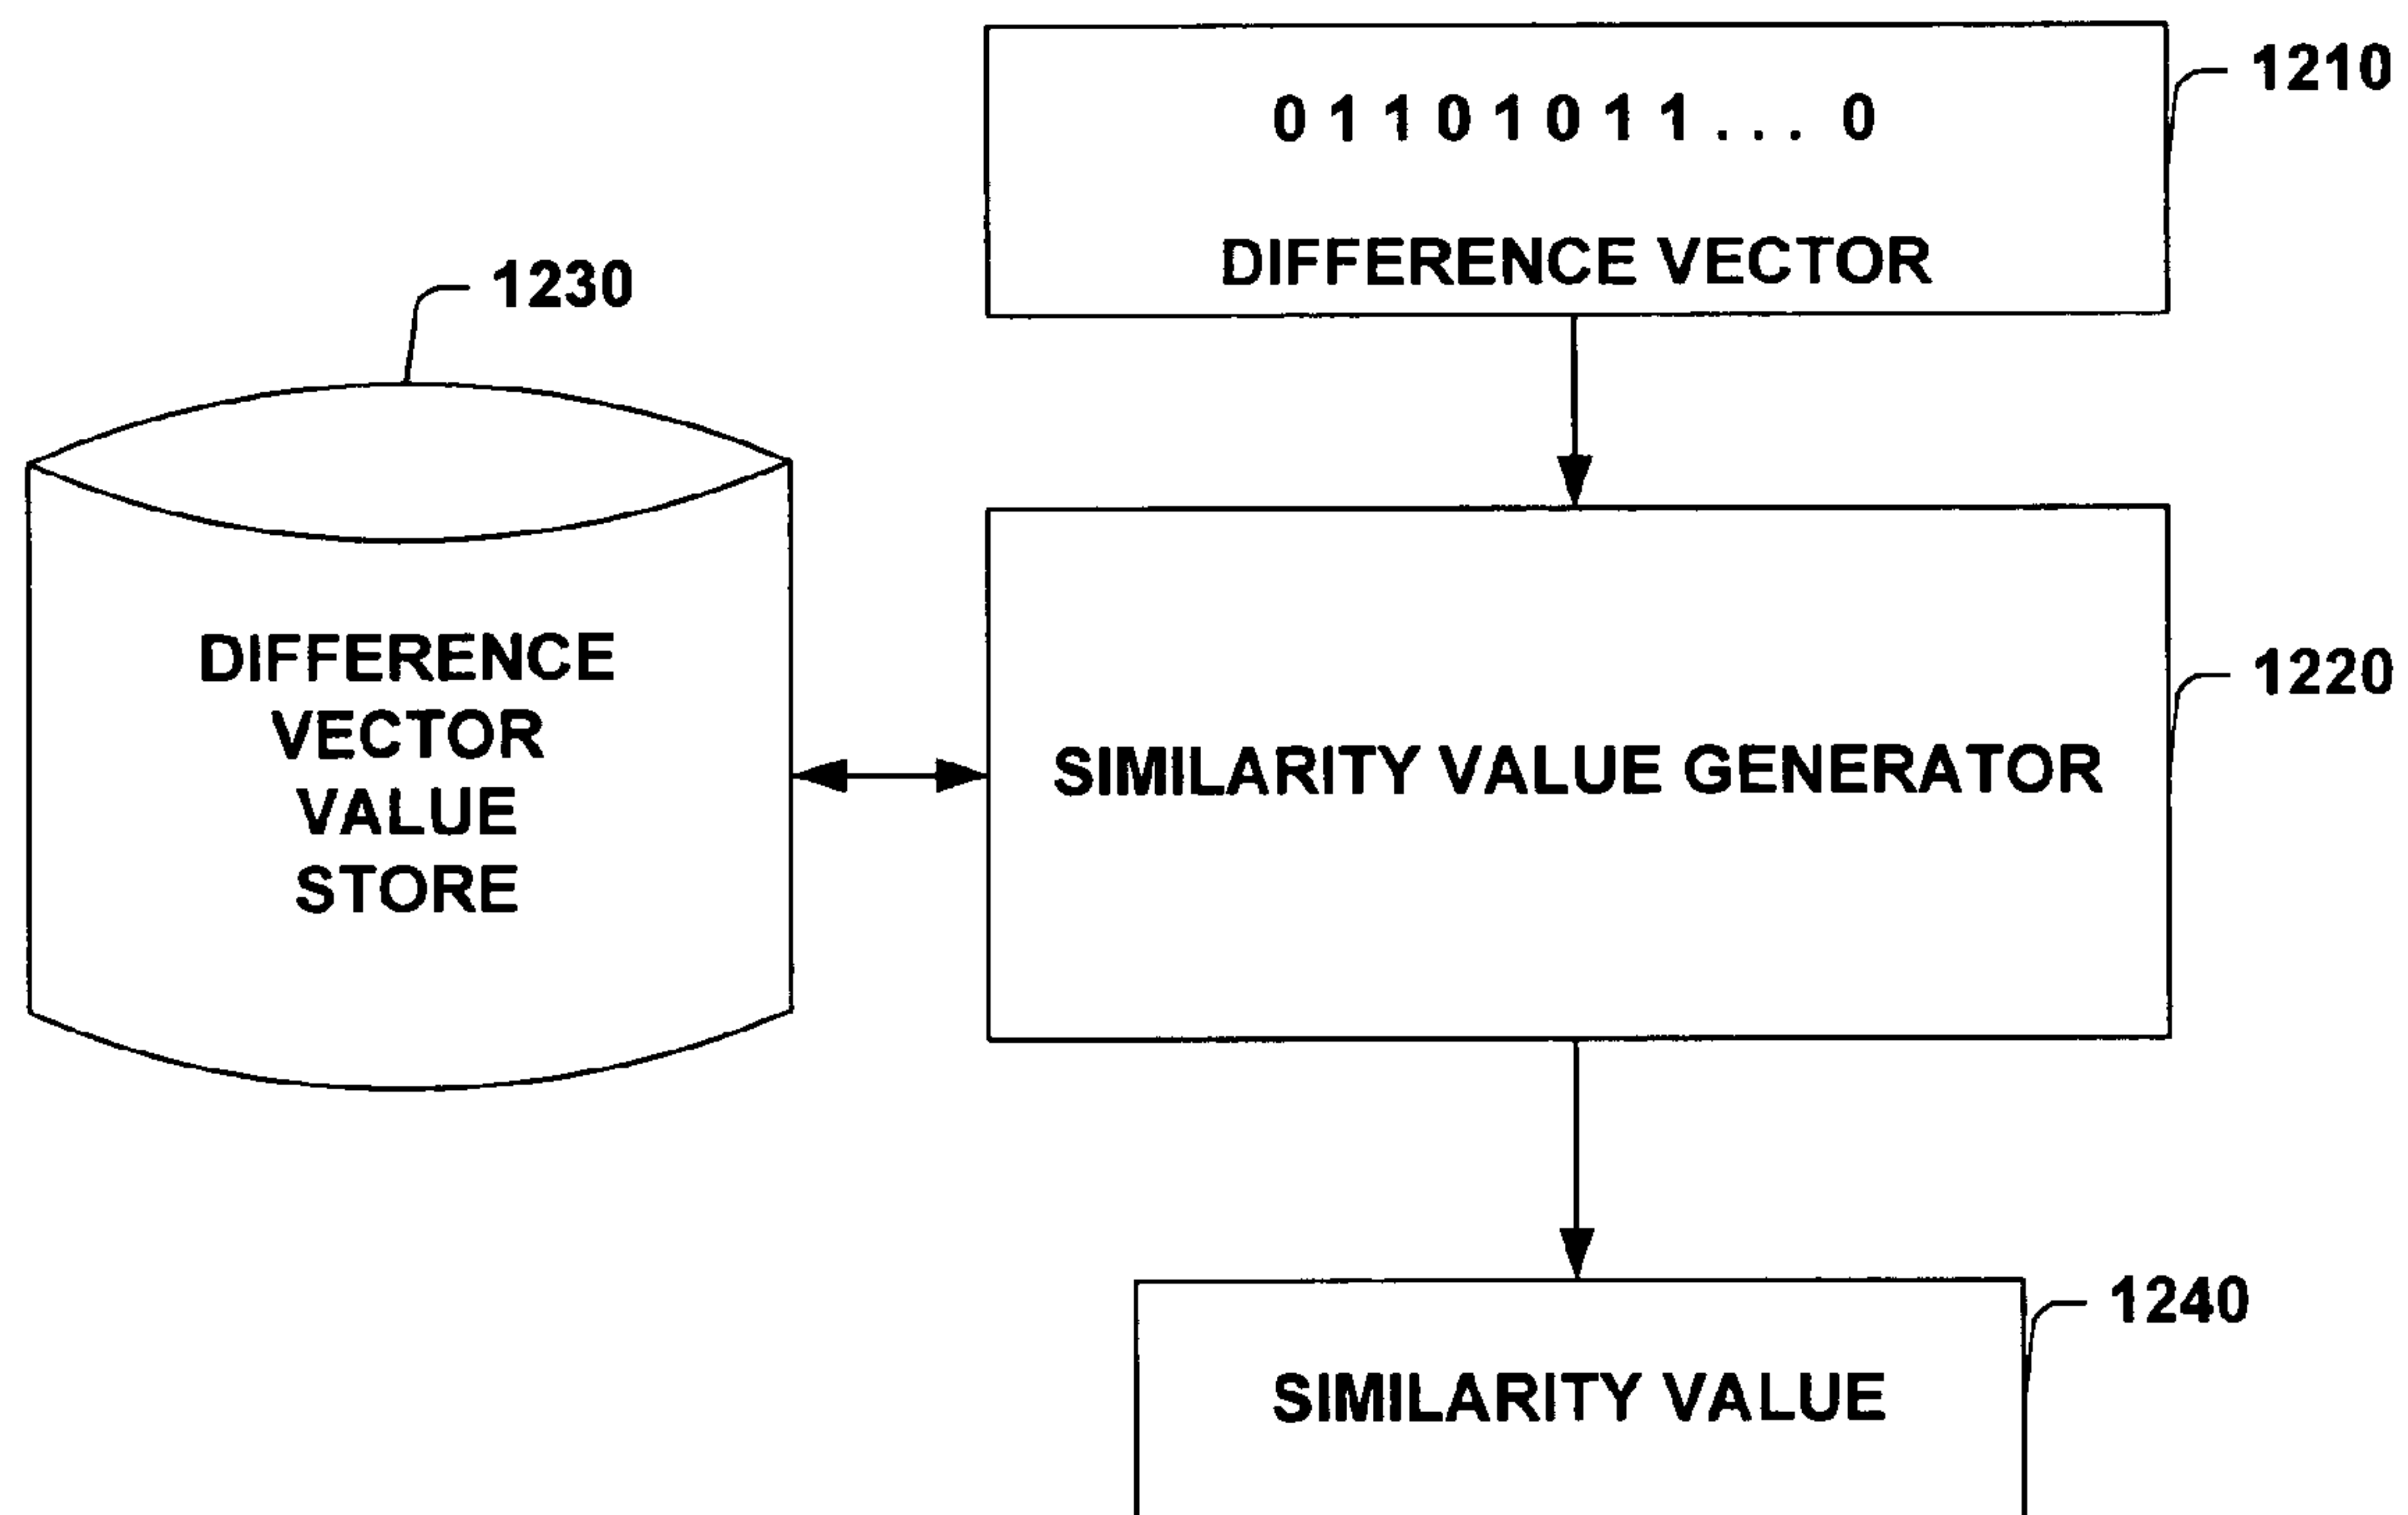 1210
0 1 1 0 1 0 1 1 . . . 0
DIFFERENCE VECTOR
1230
DIFFERENCE
VECTOR
VALUE
STORE
SIMILARITY VALUE GENERATOR
1220
1240
SIMILARITY VALUE